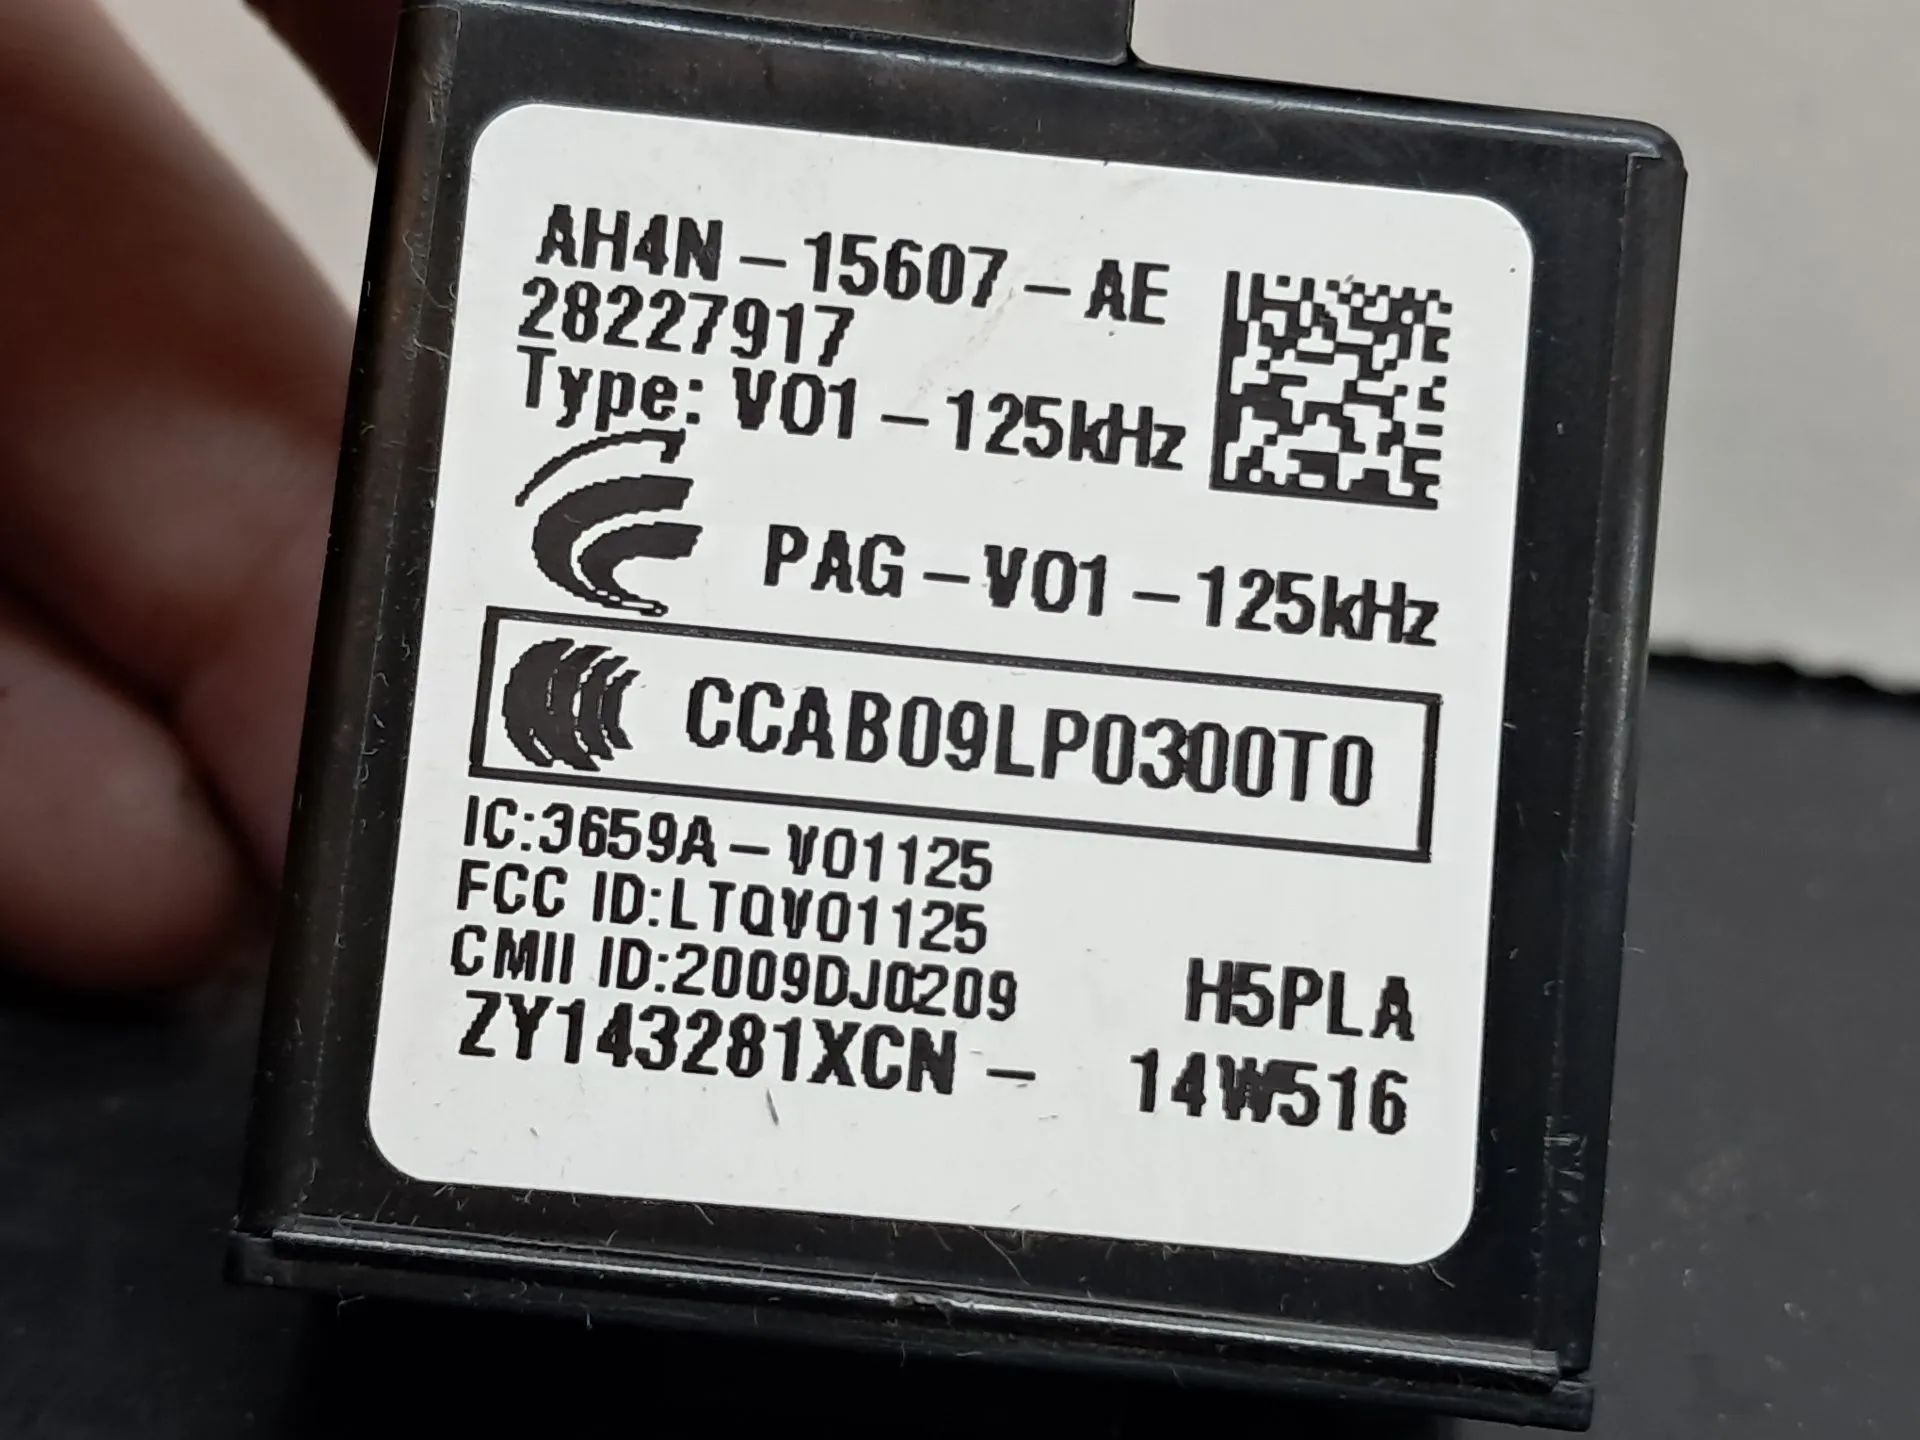 AH4N-15607-AE
28227917
Type: V01-125kHz
PAG-V01-125kHz
CCAB09LP0300T0
IC:3659A-V01125
FCC ID:LTQV01125
CMII ID:2009DJ0209
H5PLA
ZY143281XCN- 14W516